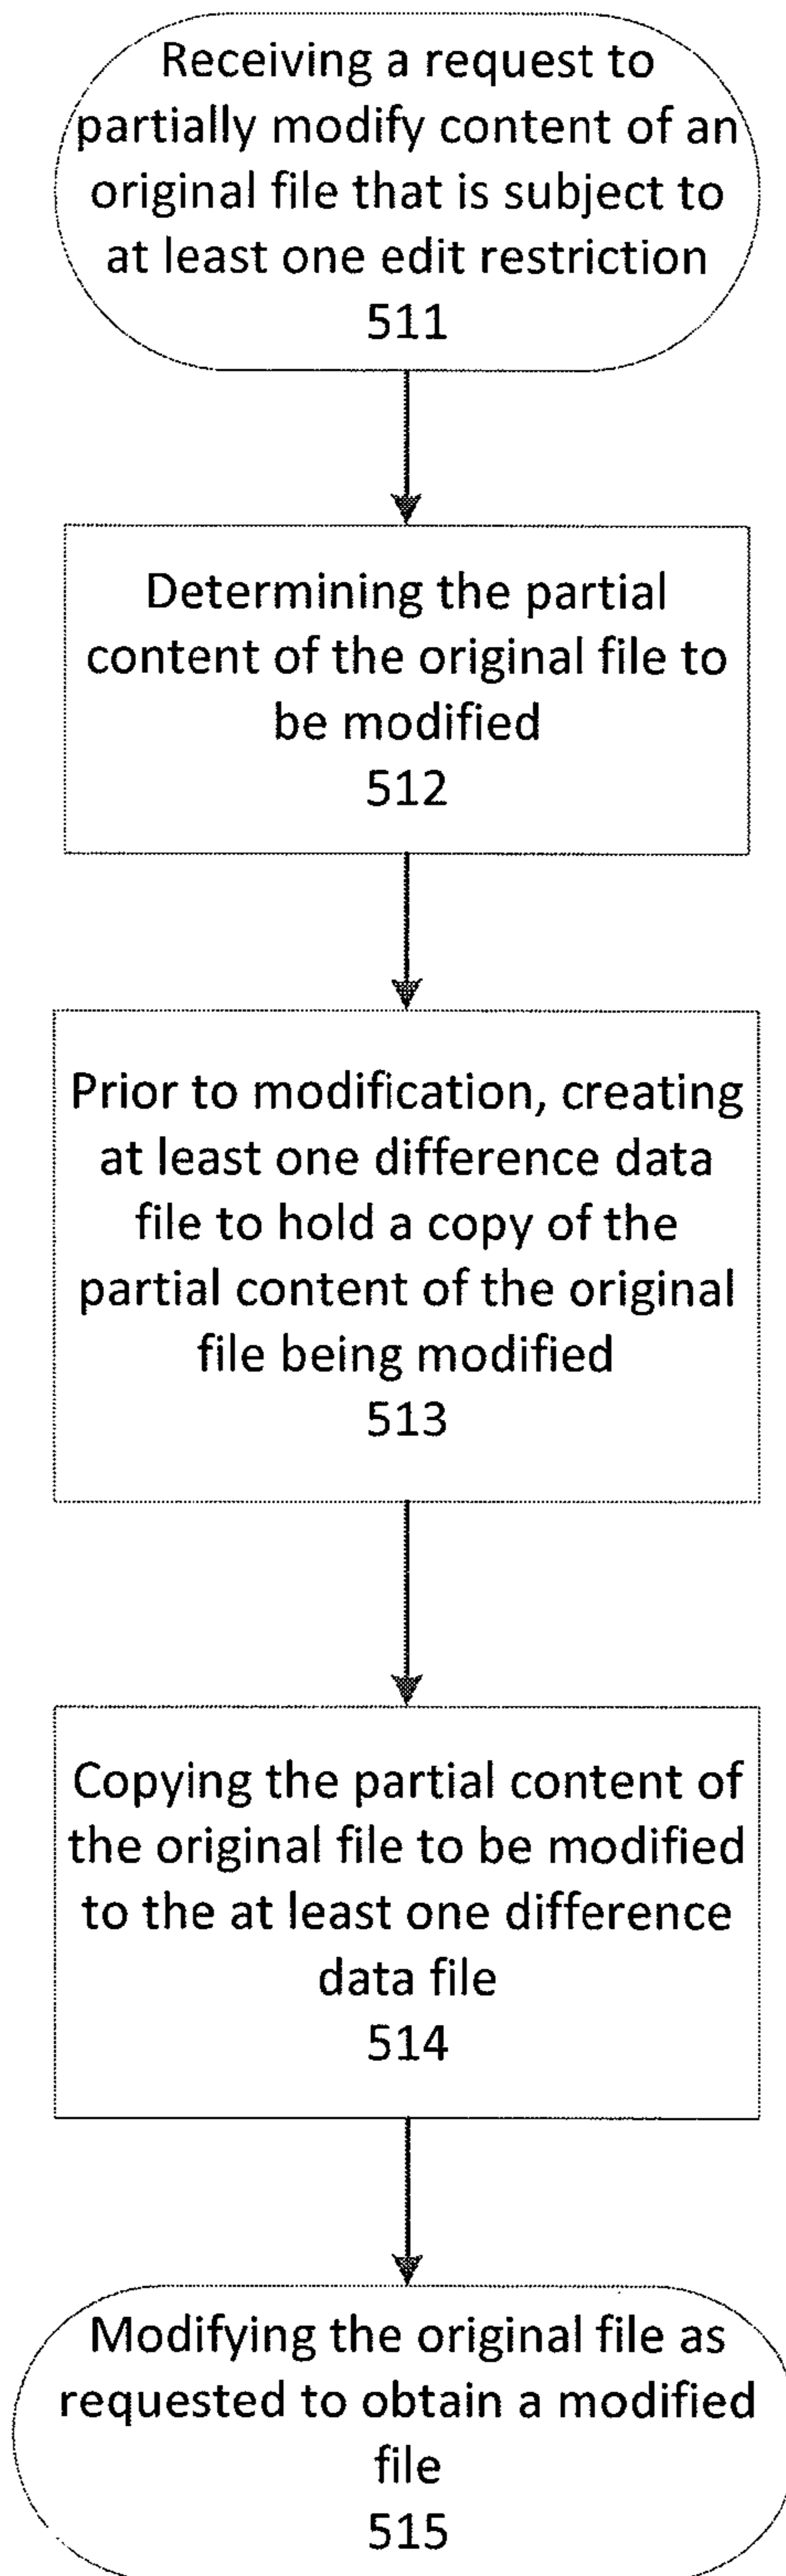 Receiving a request to
partially modify content of an
original file that is subject to
at least one edit restriction
511
Determining the partial
content of the original file to
be modified
512
Prior to modification, creating
at least one difference data
file to hold a copy of the
partial content of the original
file being modified
513
Copying the partial content of
the original file to be modified
to the at least one difference
data file
514
Modifying the original file as
requested to obtain a modified
file
515